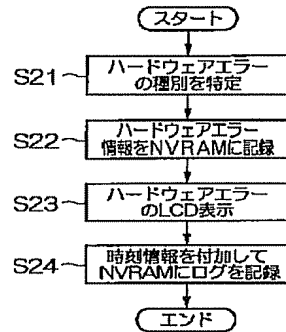 スタート
S21
ハードウェアエラー
の種別を特定
S22
ハードウェアエラー
情報をNVRAMに記録
S23
ハードウェアエラー
のLCD表示
S24
時刻情報を付加して
NVRAMにログを記録
エンド